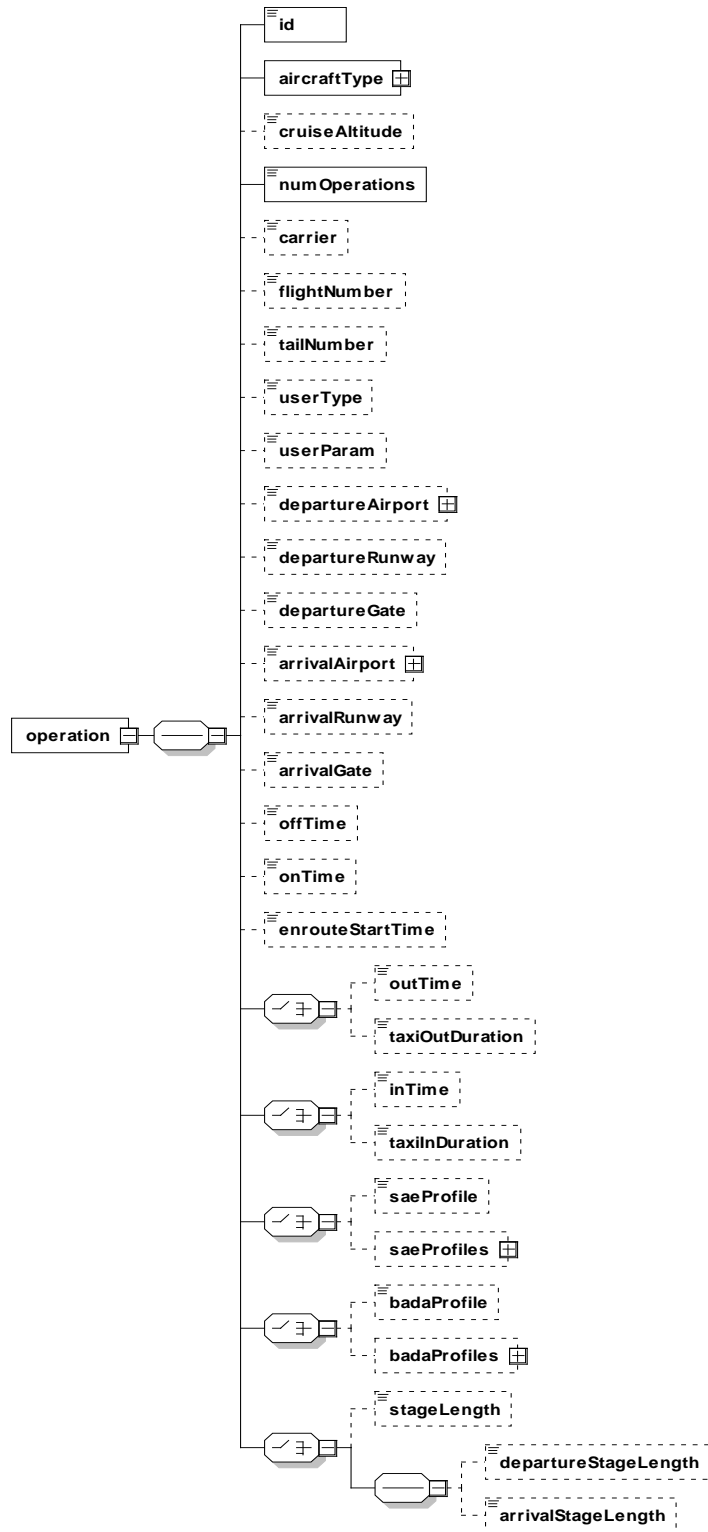 id
aircraftType
cruiseAltitude
numOperations
carrier
flightNumber
tailNumber
userType
userParam
departureAirport
departureRunway
departureGate
arrivalAirport
arrivalRunway
operation
arrivalGate
offTime
onTime
enrouteStartTime
outTime
taxiOutDuration
inTime
taxiInDuration
saeProfile
saeProfiles
badaProfile
badaProfiles
stageLength
departureStageLength
arrivalStageLength